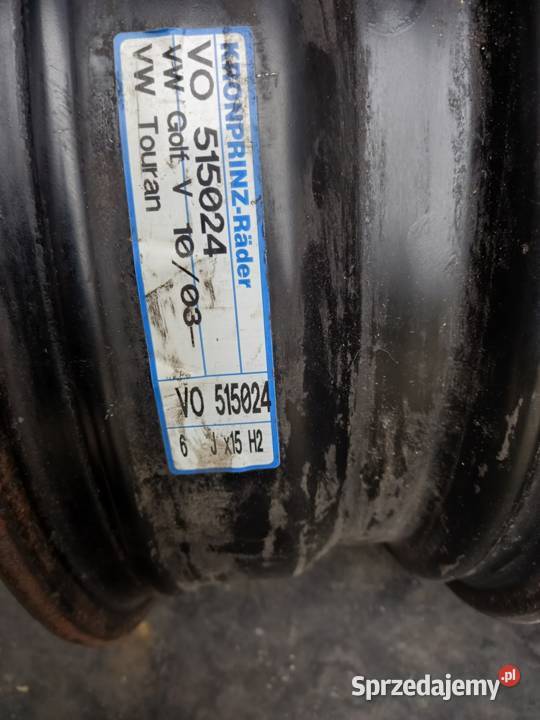 KRONPRINZ-Räder
VO 515024
VW Golf V 10/03-
VW Touran
VO 515024
6 J x15 H2
Sprzedajemy.pl